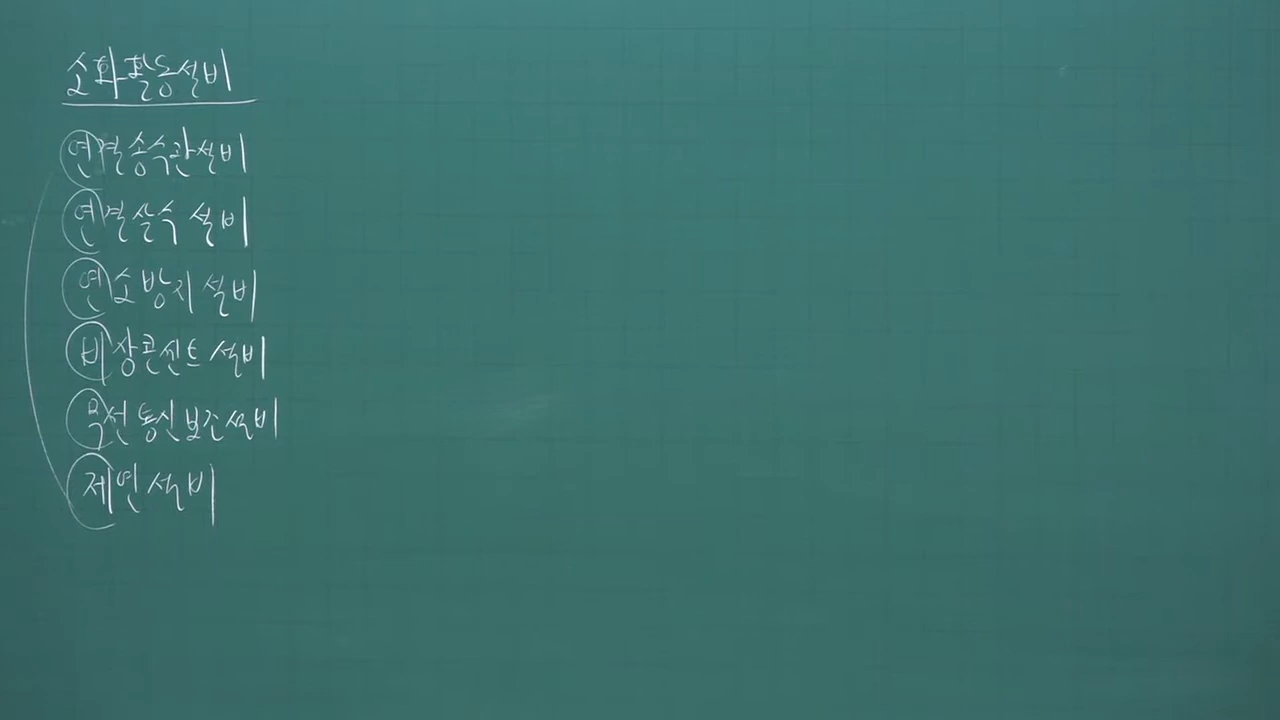 소화활동설비
연결송수관설비
연결살수 설비
연소방지 설비
비상콘센트 설비
무선통신보조설비
제연설비